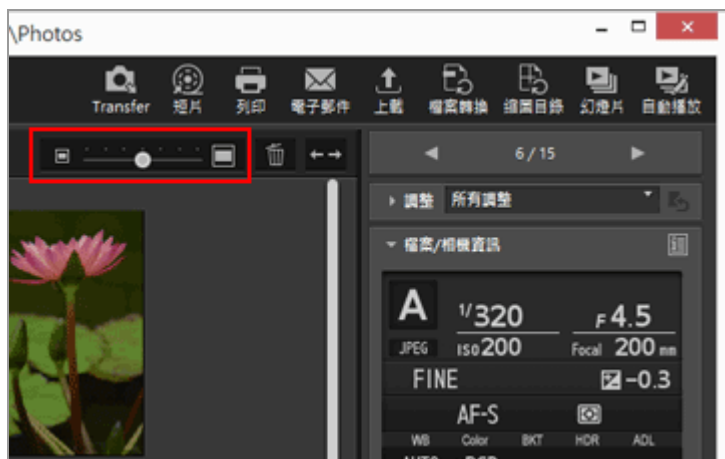 \Photos
Transfer 短片 列印 電子郵件 上載 檔案轉換 縮圖目錄 幻燈片 自動播放
6/15
調整 所有調整
檔案/相機資訊
A 1/320 F4.5
JPEG ISO200 Focal 200mm
FINE -0.3
AF-S
WB Color BKT HDR ADL